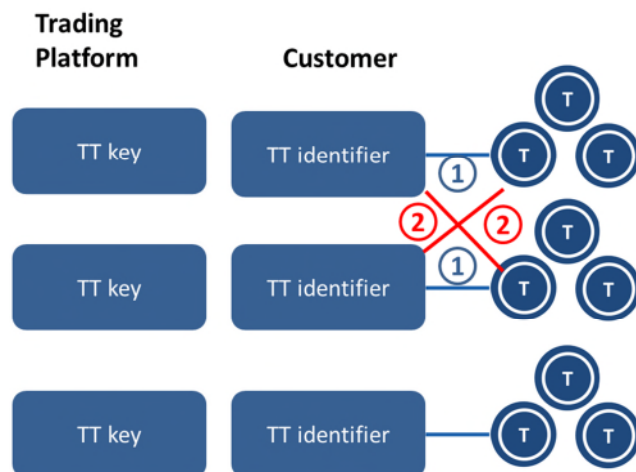 Trading
Platform
Customer
T
TT key
TT identifier
1
T
T
2
2
T
TT key
TT identifier
1
T
T
T
TT key
TT identifier
T
T